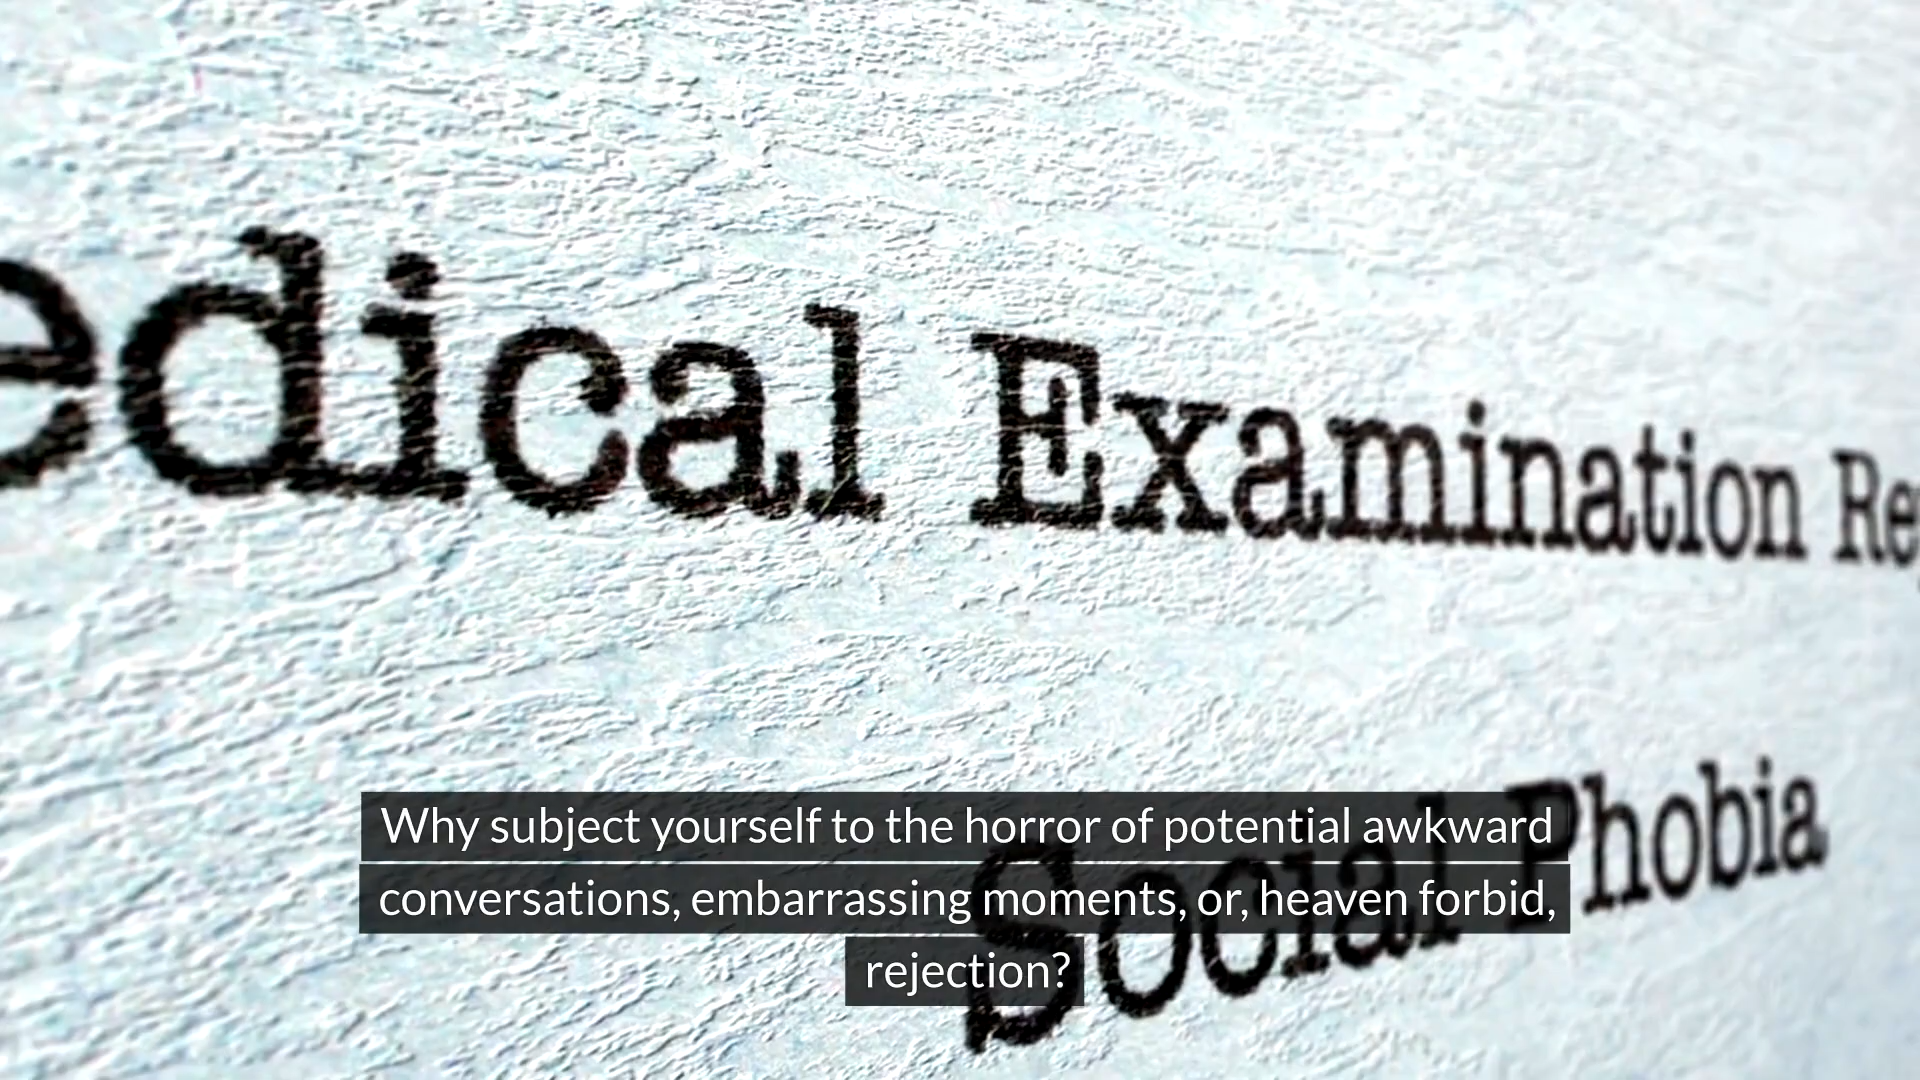 edical Examination Re
Social Phobia
Why subject yourself to the horror of potential awkward
conversations, embarrassing moments, or, heaven forbid,
rejection?